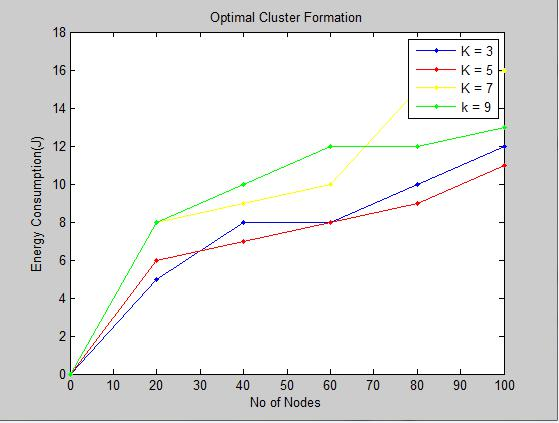 Optimal Cluster Formation
18
16
14
12
10
8
6
4
2
0
Energy Consumption(J)
K = 3
K = 5
K = 7
k = 9
0 10 20 30 40 50 60 70 80 90 100
No of Nodes